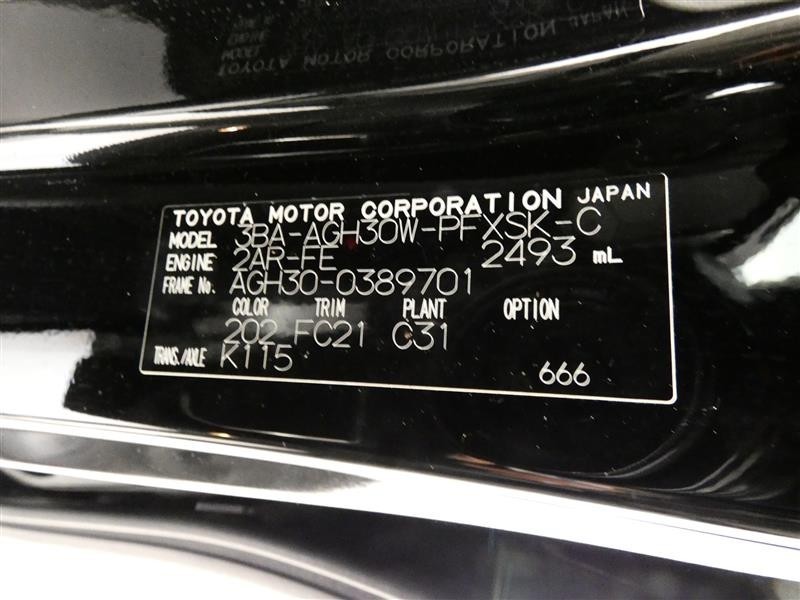 TOYOTA MOTOR CORPORATION JAPAN
MODEL 3BA-AGH30W-PFXSK-C
ENGINE 2AR-FE 2493 mL
FRAME No. AGH30-0389701
COLOR TRIM PLANT OPTION
202 FC21 C31
TRANS./AXLE K115
666